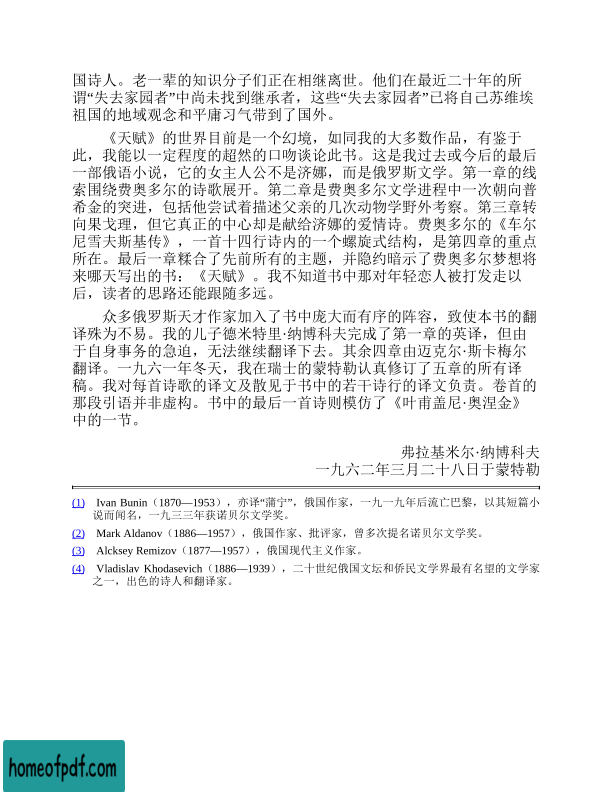 国诗人。老一辈的知识分子们正在相继离世。他们在最近二十年的所
谓“失去家园者”中尚未找到继承者，这些“失去家园者”已将自己苏维埃
祖国的地域观念和平庸习气带到了国外。
《天赋》的世界目前是一个幻境，如同我的大多数作品，有鉴于
此，我能以一定程度的超然的口吻谈论此书。这是我过去或今后的最后
一部俄语小说，它的女主人公不是济娜，而是俄罗斯文学。第一章的线
索围绕费奥多尔的诗歌展开。第二章是费奥多尔文学进程中一次朝向普
希金的突进，包括他尝试着描述父亲的几次动物学野外考察。第三章转
向果戈理，但它真正的中心却是献给济娜的爱情诗。费奥多尔的《车尔
尼雪夫斯基传》，一首十四行诗内的一个螺旋式结构，是第四章的重点
所在。最后一章糅合了先前所有的主题，并隐约暗示了费奥多尔梦想将
来哪天写出的书：《天赋》。我不知道书中那对年轻恋人被打发走以
后，读者的思路还能跟随多远。
众多俄罗斯天才作家加入了书中庞大而有序的阵容，致使本书的翻
译殊为不易。我的儿子德米特里·纳博科夫完成了第一章的英译，但由
于自身事务的急迫，无法继续翻译下去。其余四章由迈克尔·斯卡梅尔
翻译。一九六一年冬天，我在瑞士的蒙特勒认真修订了五章的所有译
稿。我对每首诗歌的译文及散见于书中的若干诗行的译文负责。卷首的
那段引语并非虚构。书中的最后一首诗则模仿了《叶甫盖尼·奥涅金》
中的一节。
弗拉基米尔·纳博科夫
一九六二年三月二十八日于蒙特勒
(1) Ivan Bunin（1870—1953），亦译“蒲宁”，俄国作家，一九一九年后流亡巴黎，以其短篇小
说而闻名，一九三三年获诺贝尔文学奖。
(2) Mark Aldanov（1886—1957），俄国作家、批评家，曾多次提名诺贝尔文学奖。
(3) Alcksey Remizov（1877—1957），俄国现代主义作家。
(4) Vladislav Khodasevich（1886—1939），二十世纪俄国文坛和侨民文学界最有名望的文学家
之一，出色的诗人和翻译家。
homeofpdf.com